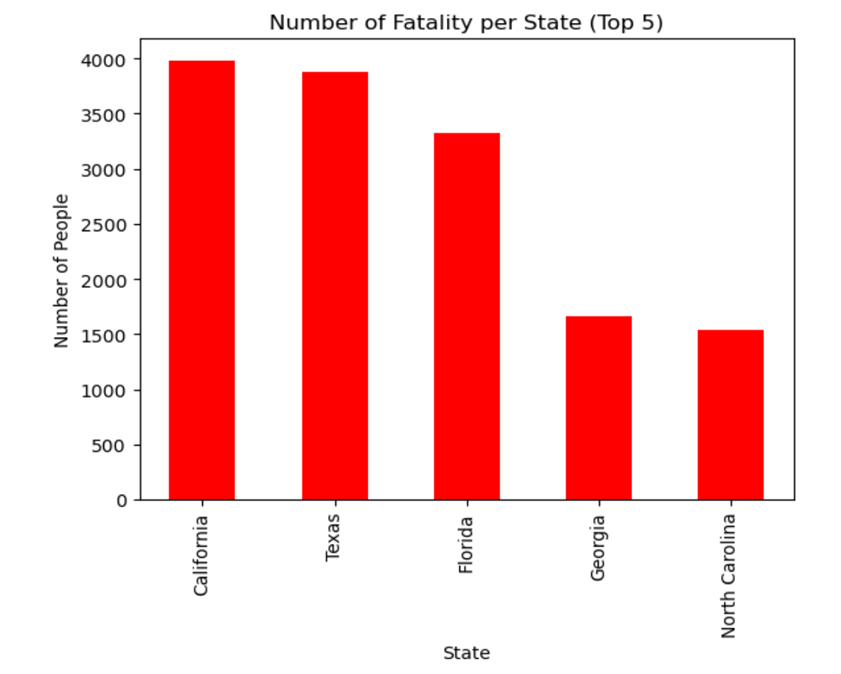 Number of Fatality per State (Top 5)
Number of People
4000
3500
3000
2500
2000
1500
1000
500
0
California
Texas
Florida
Georgia
North Carolina
State